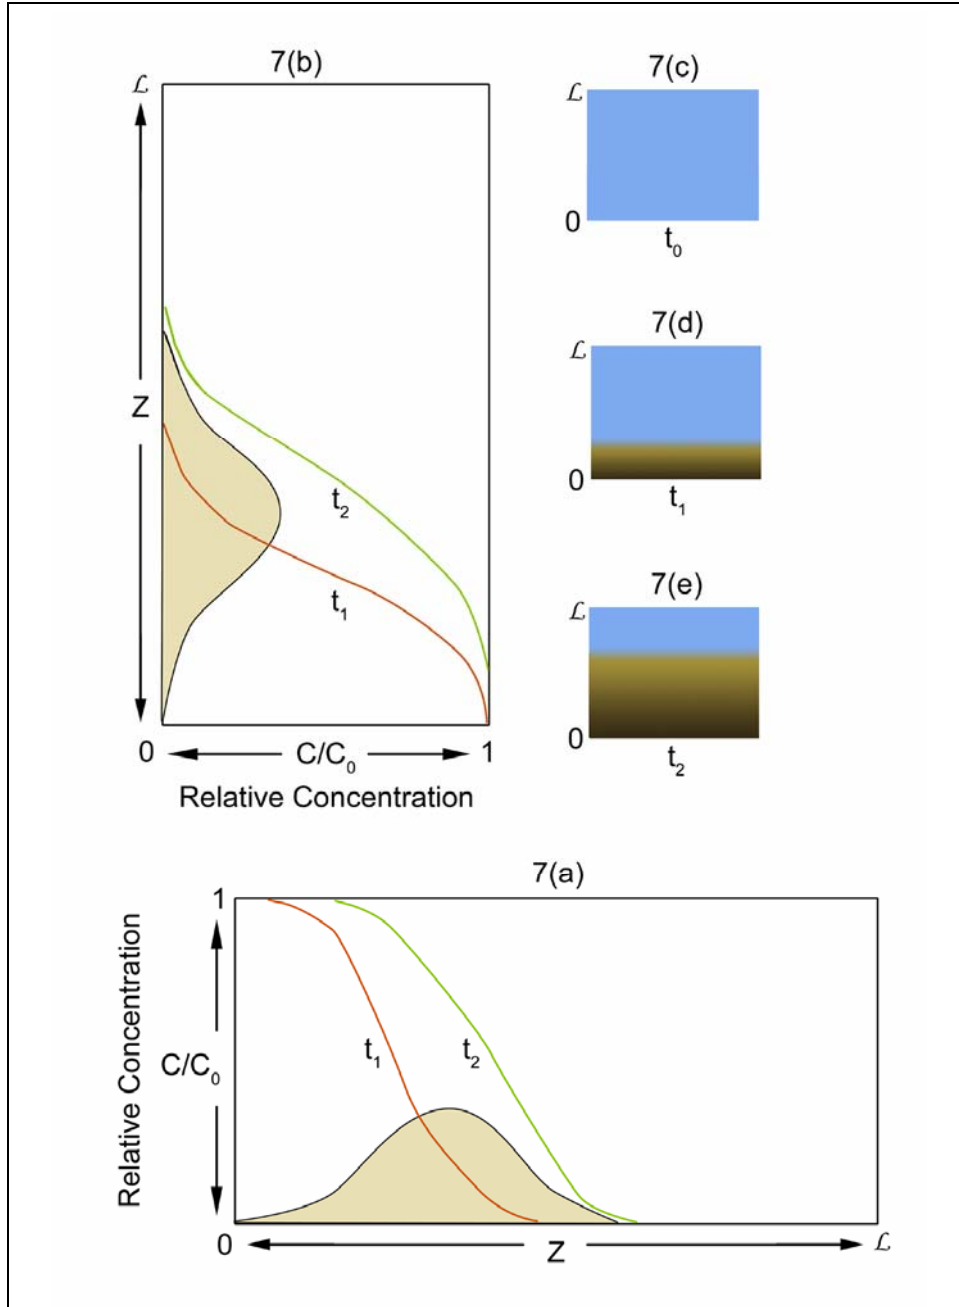 7(b)
ℒ
Z
t₂
t₁
0
C/C₀
1
Relative Concentration
7(c)
ℒ
0
t₀
7(d)
ℒ
0
t₁
7(e)
ℒ
0
t₂
7(a)
1
Relative Concentration
C/C₀
t₁
t₂
0
Z
ℒ